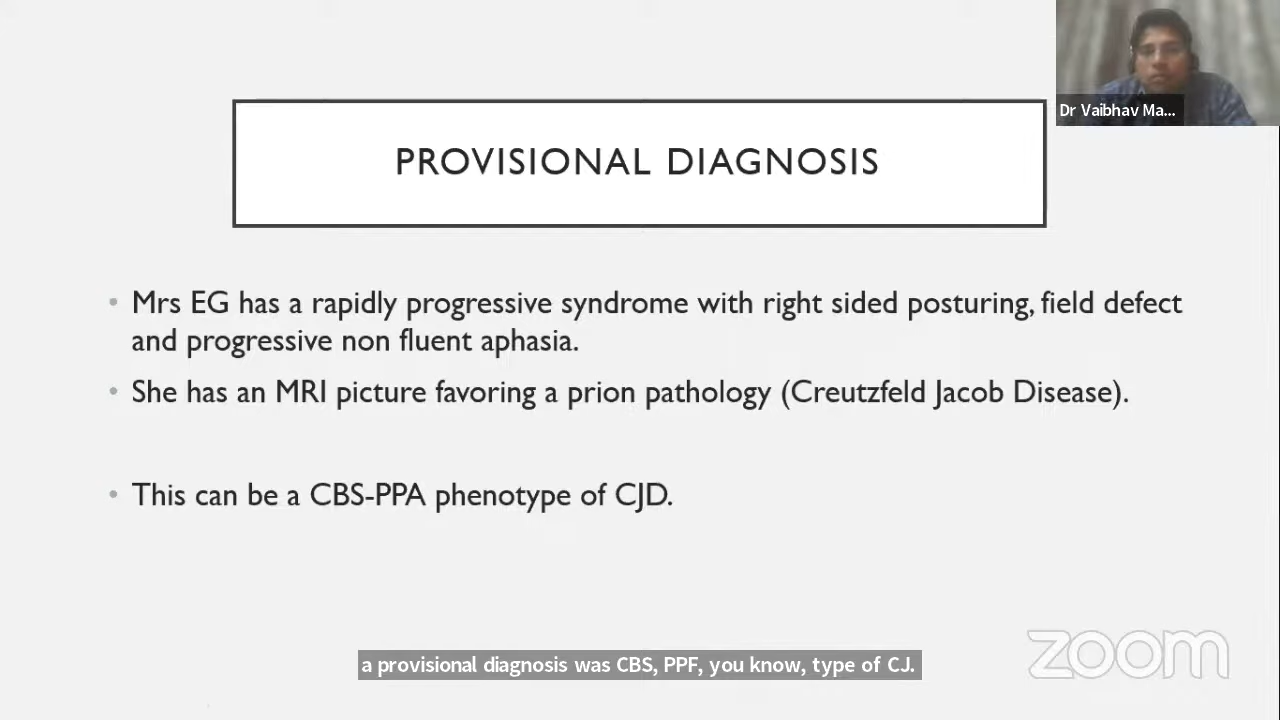 Dr Vaibhav Ma...
PROVISIONAL DIAGNOSIS
• Mrs EG has a rapidly progressive syndrome with right sided posturing, field defect
and progressive non fluent aphasia.
• She has an MRI picture favoring a prion pathology (Creutzfeld Jacob Disease).
• This can be a CBS-PPA phenotype of CJD.
a provisional diagnosis was CBS, PPF, you know, type of CJ.
zoom